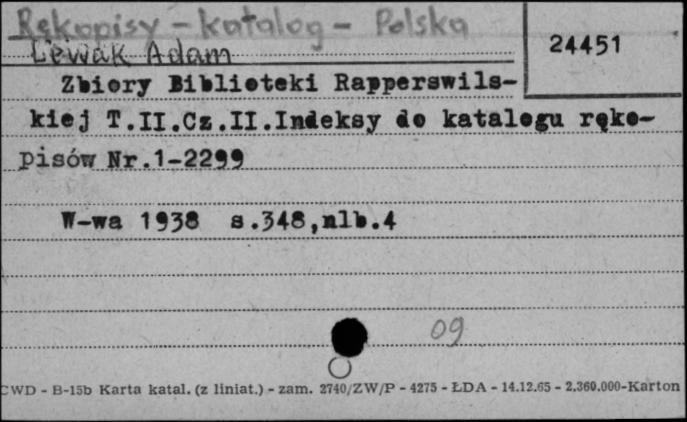 Rękopisy - katalog - Polska
Lewak Adam
24451
Zbiory Biblioteki Rapperswils-
kiej T.II.Cz.II.Indeksy do katalogu ręko-
pisów Nr.1-2299
W-wa 1938 s.348,nlb.4
09
CWD - B-15b Karta katal. (z liniat.) - zam. 2740/ZW/P - 4275 - ŁDA - 14.12.65 - 2,360.000-Karton